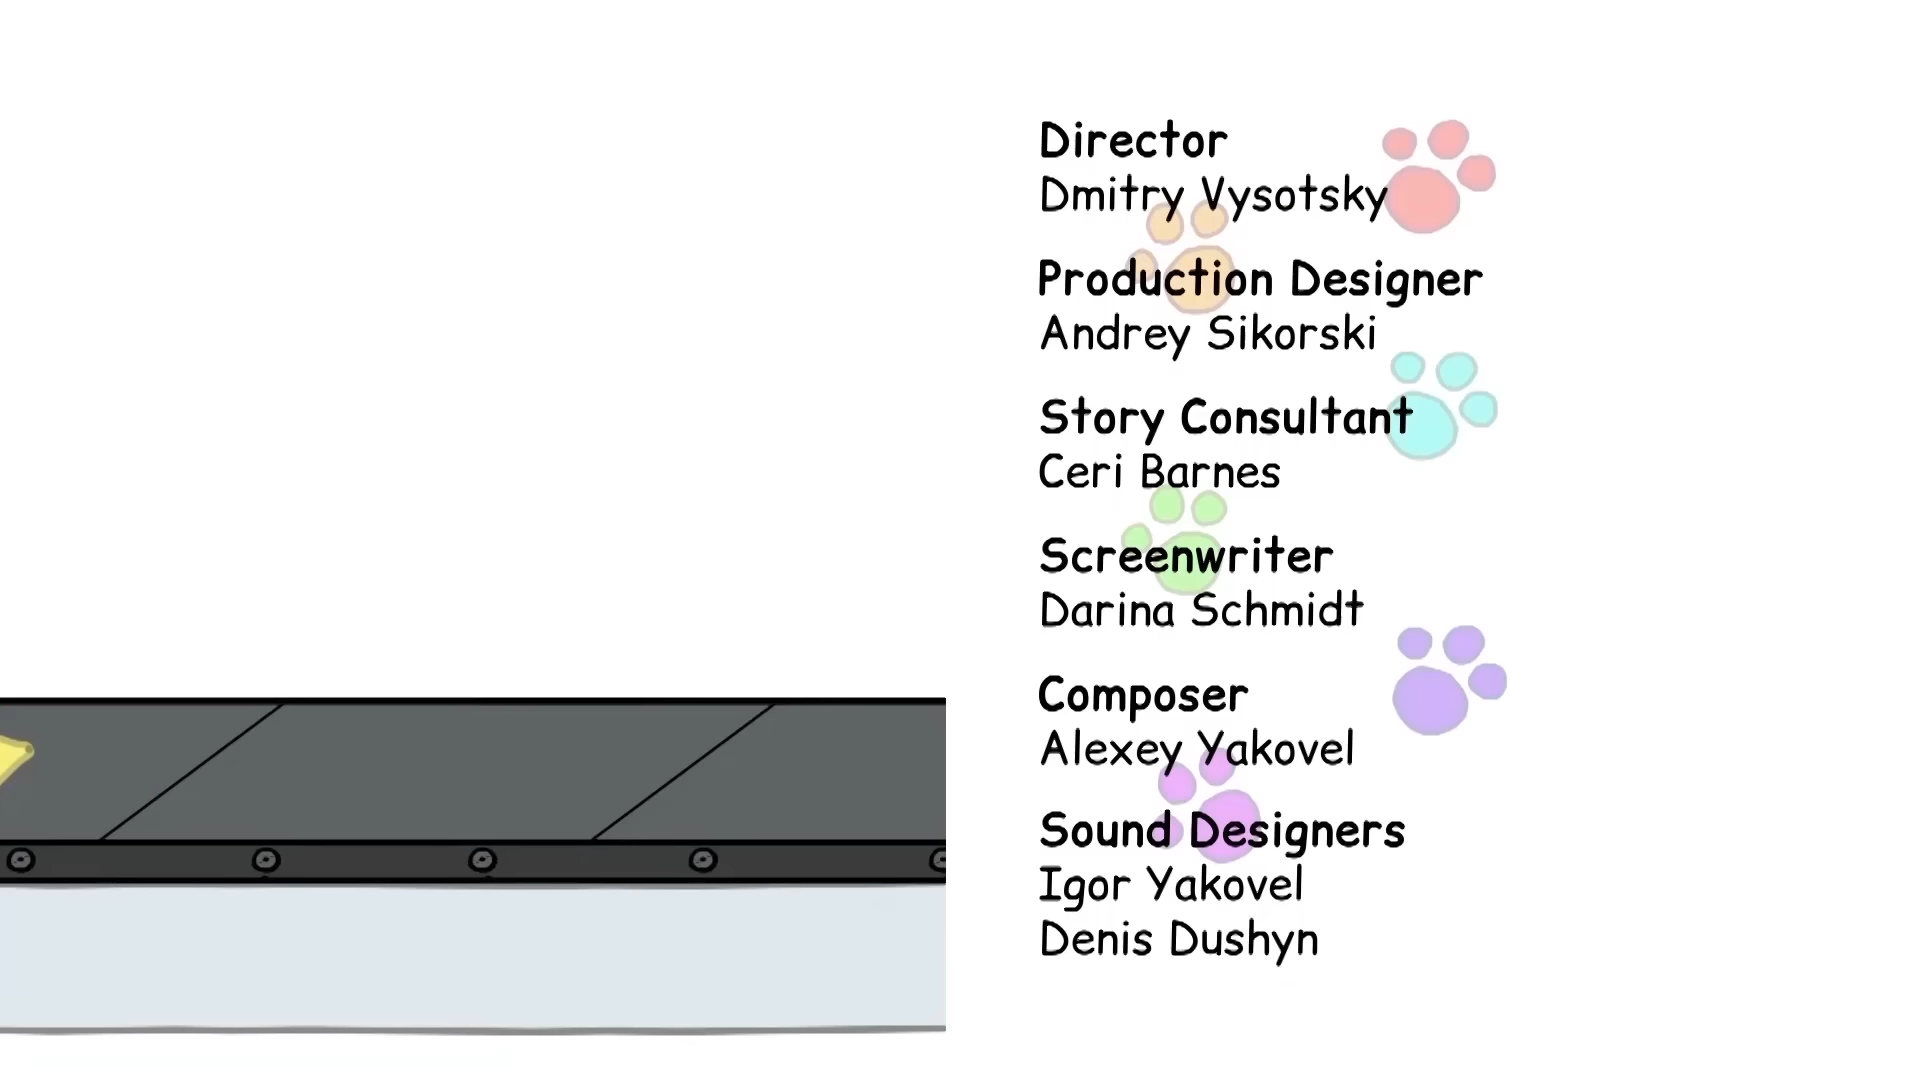 Director
Dmitry Vysotsky
Production Designer
Andrey Sikorski
Story Consultant
Ceri Barnes
Screenwriter
Darina Schmidt
Composer
Alexey Yakovel
Sound Designers
Igor Yakovel
Denis Dushyn